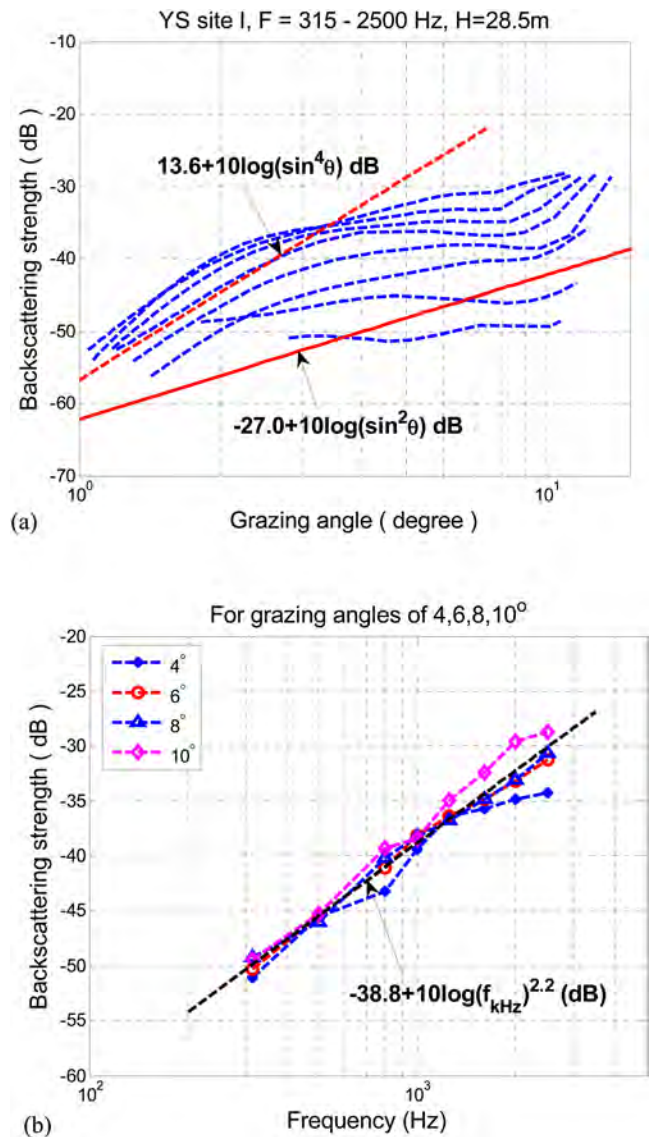 YS site I, F = 315 - 2500 Hz, H=28.5m
-10
-20
-30
-40
-50
-60
-70
Backscattering strength ( dB )
13.6+10log(sin⁴θ) dB
-27.0+10log(sin²θ) dB
10⁰
10¹
Grazing angle ( degree )
(a)
For grazing angles of 4,6,8,10⁰
-20
-25
-30
-35
-40
-45
-50
-55
-60
Backscattering strength ( dB )
4°
6°
8°
10°
-38.8+10log(f_kHz)^2.2 (dB)
10²
10³
Frequency (Hz)
(b)